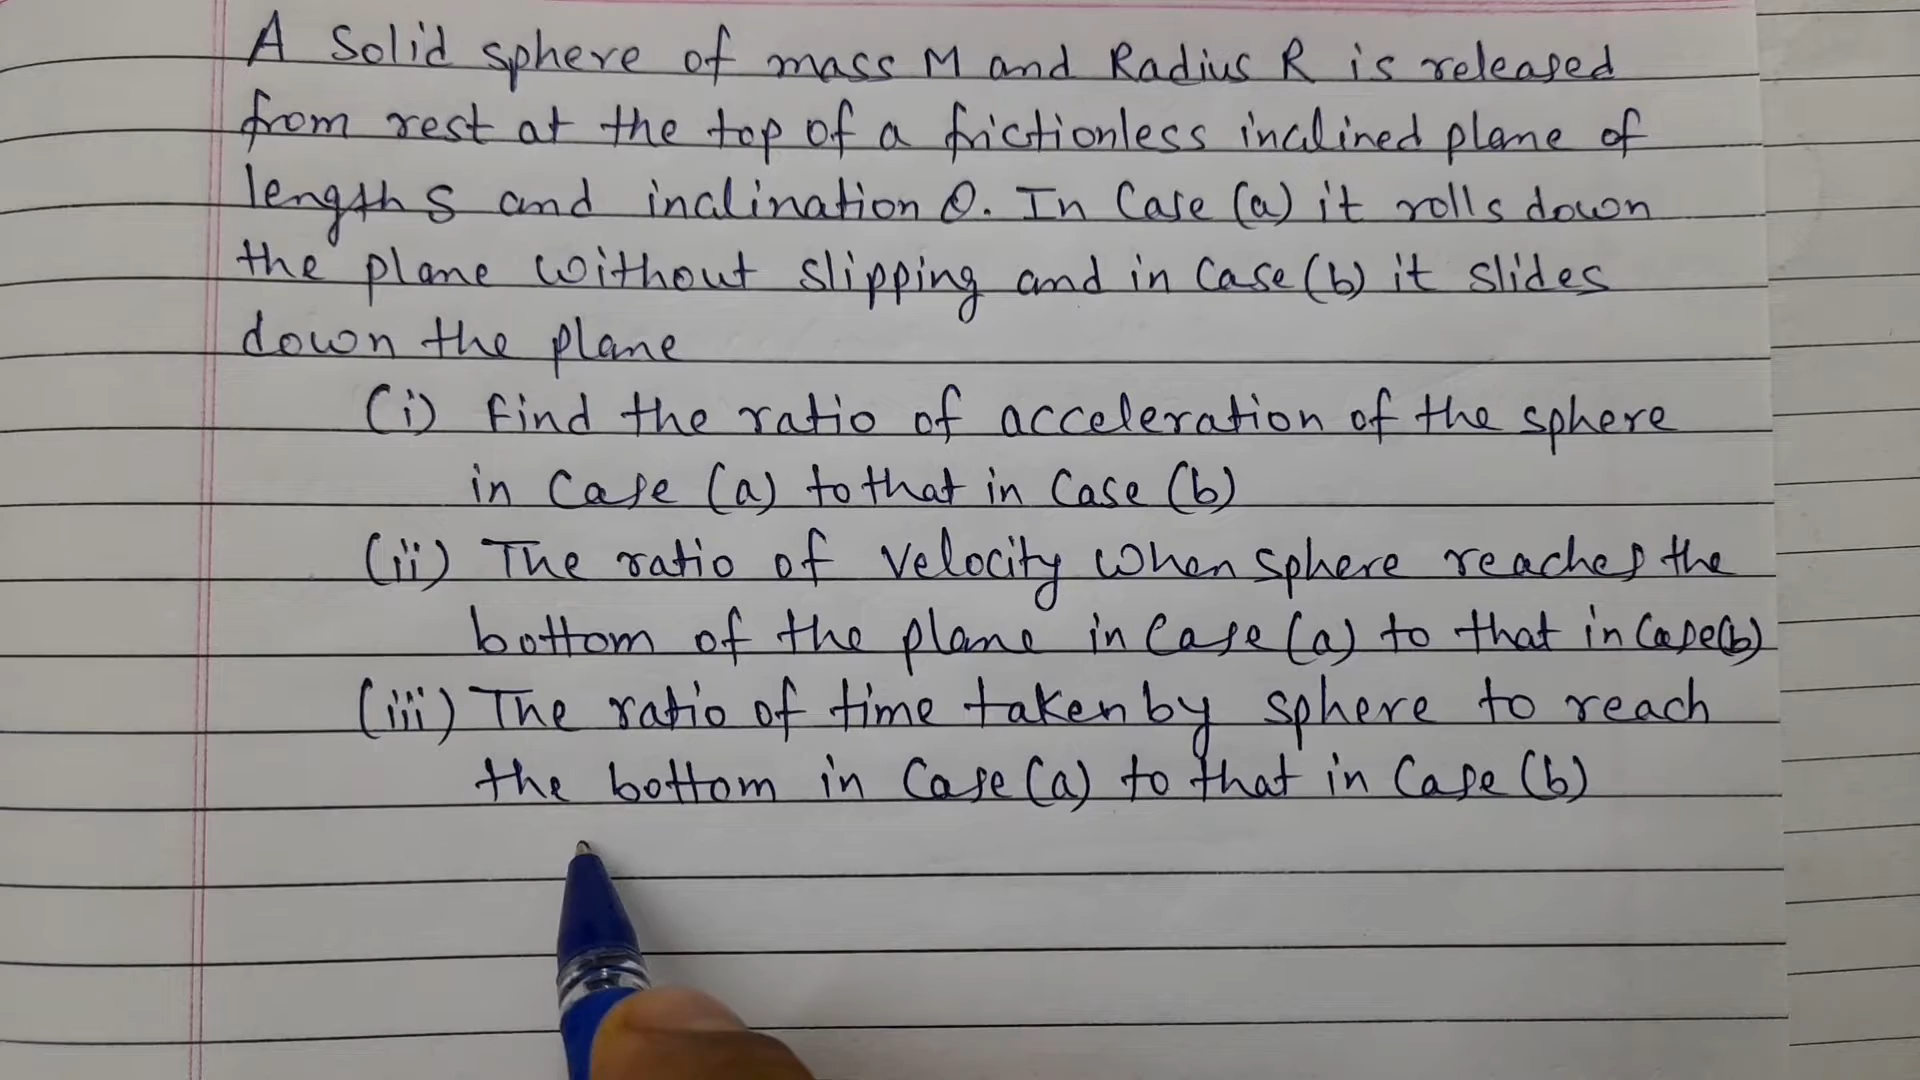 A Solid sphere of mass M and Radius R is released
from rest at the top of a frictionless inclined plane of
length S and inclination θ. In Case (a) it rolls down
the plane without slipping and in Case (b) it slides
down the plane
(i) Find the ratio of acceleration of the sphere
in Case (a) to that in Case (b)
(ii) The ratio of velocity when sphere reaches the
bottom of the plane in Case (a) to that in Case(b)
(iii) The ratio of time taken by sphere to reach
the bottom in Case (a) to that in Case (b)